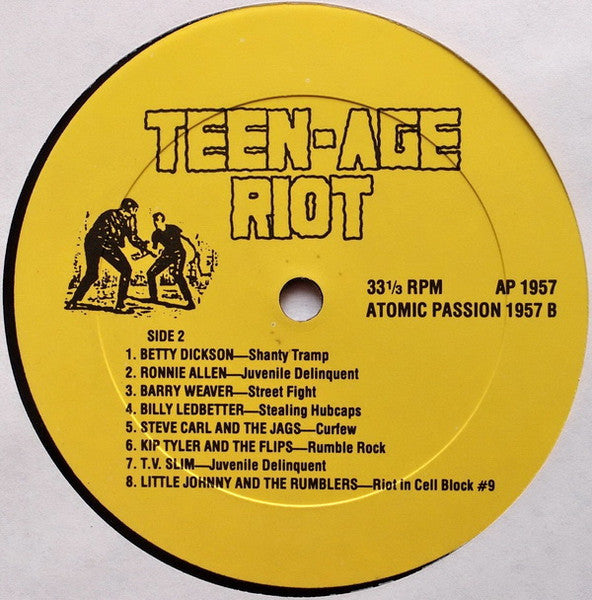 TEEN-AGE
RIOT
33 1/3 RPM AP 1957
ATOMIC PASSION 1957 B
SIDE 2
1. BETTY DICKSON—Shanty Tramp
2. RONNIE ALLEN—Juvenile Delinquent
3. BARRY WEAVER—Street Fight
4. BILLY LEDBETTER—Stealing Hubcaps
5. STEVE CARL AND THE JAGS—Curfew
6. KIP TYLER AND THE FLIPS—Rumble Rock
7. T.V. SLIM—Juvenile Delinquent
8. LITTLE JOHNNY AND THE RUMBLERS—Riot in Cell Block #9